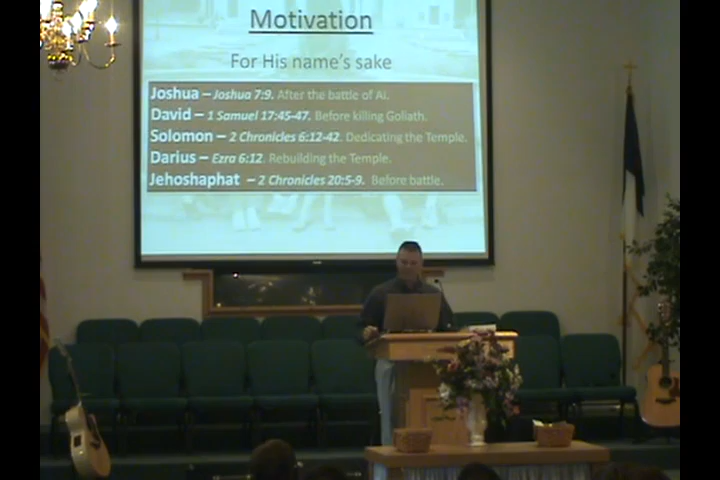 Motivation
For His name's sake
Joshua – Joshua 7:9. After the battle of Ai.
David – 1 Samuel 17:45-47. Before killing Goliath.
Solomon – 2 Chronicles 6:12-42. Dedicating the Temple.
Darius – Ezra 6:12. Rebuilding the Temple.
Jehoshaphat – 2 Chronicles 20:5-9. Before battle.